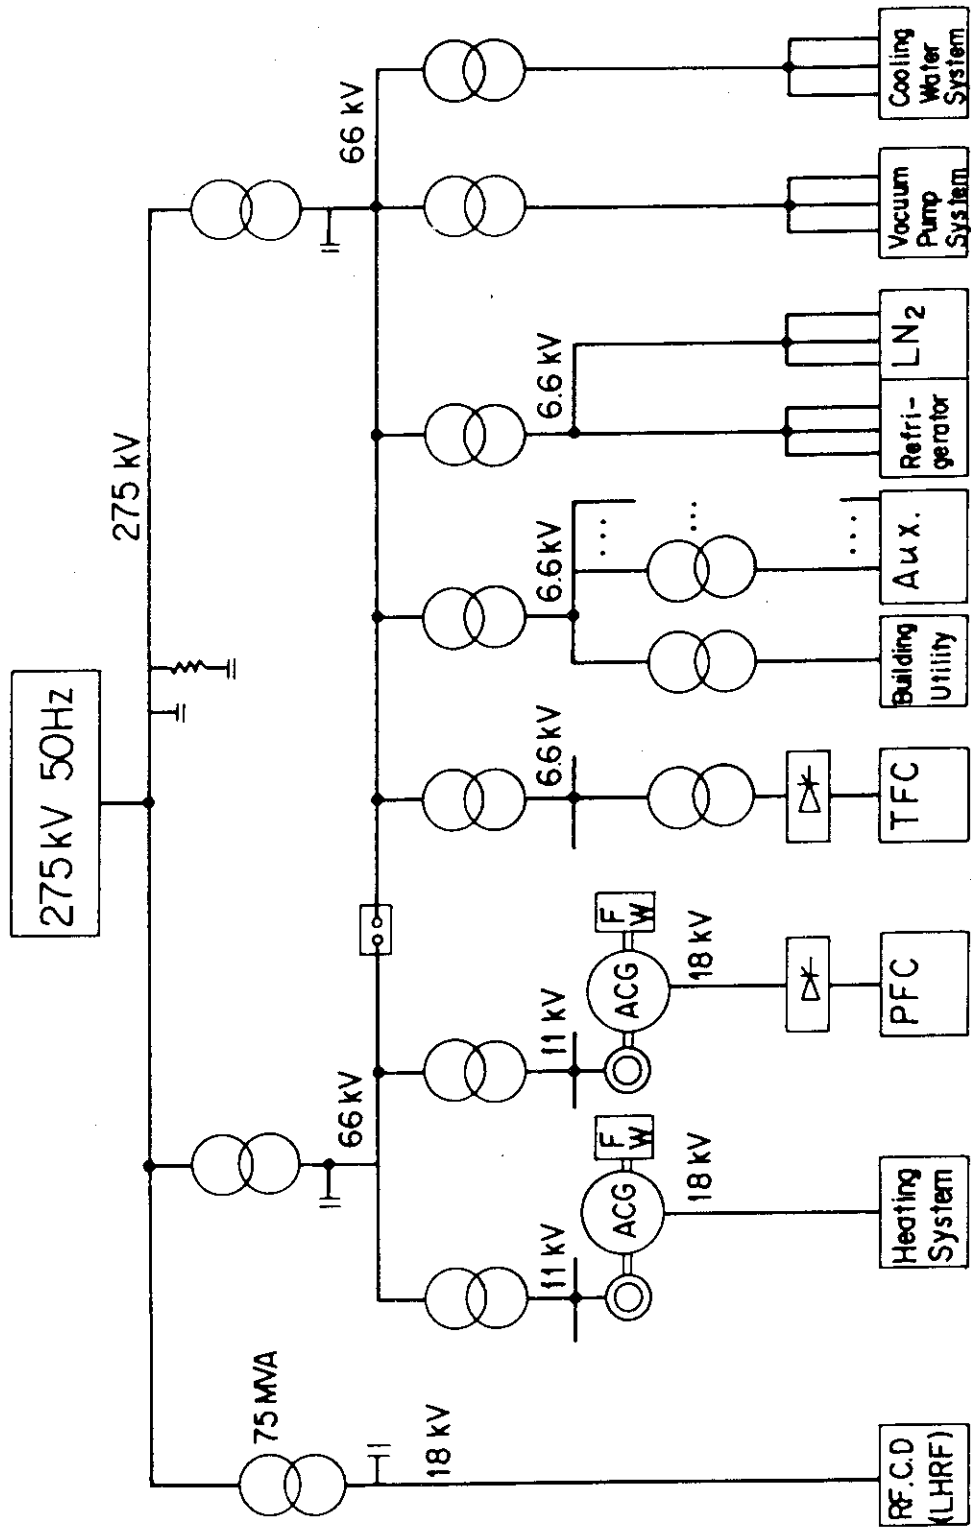 275 kV 50Hz
275 kV
75 MVA
18 kV
66 kV
66 kV
11 kV
11 kV
6.6 kV
6.6 kV
6.6 kV
ACG
F
W
ACG
F
W
18 kV
18 kV
RF.C.D
(LHRF)
Heating
System
PFC
TFC
Building
Utility
Aux.
Refri-
gerator
LN2
Vacuum
Pump
System
Cooling
Water
System